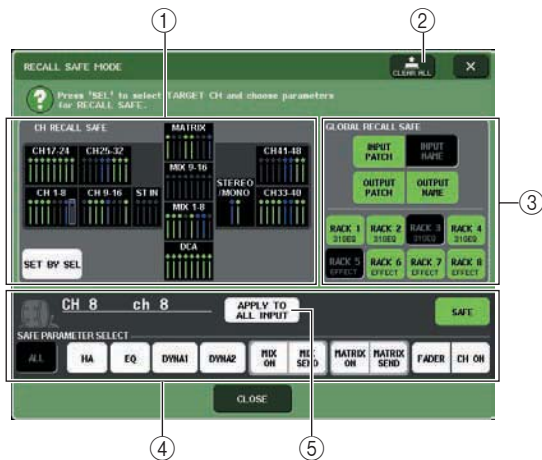 ① ②
RECALL SAFE MODE
CLEAR ALL
Press "SEL" to select TARGET CH and choose parameters
for RECALL SAFE.
CH RECALL SAFE
MATRIX
CH17-24 CH25-32
MIX 9-16
CH41-48
CH 1-8 CH 9-16 ST IN
STEREO
/MONO
MIX 1-8
CH33-40
DCA
SET BY SEL
GLOBAL RECALL SAFE
INPUT
PATCH
INPUT
NAME
OUTPUT
PATCH
OUTPUT
NAME
③
RACK 1
31GEQ
RACK 2
31GEQ
RACK 3
31GEQ
RACK 4
31GEQ
RACK 5
EFFECT
RACK 6
EFFECT
RACK 7
EFFECT
RACK 8
EFFECT
CH 8 ch 8
APPLY TO
ALL INPUT
SAFE
SAFE PARAMETER SELECT
ALL
HA
EQ
DYNA1
DYNA2
MIX
ON
MIX
SEND
MATRIX
ON
MATRIX
SEND
FADER
CH ON
CLOSE
④ ⑤